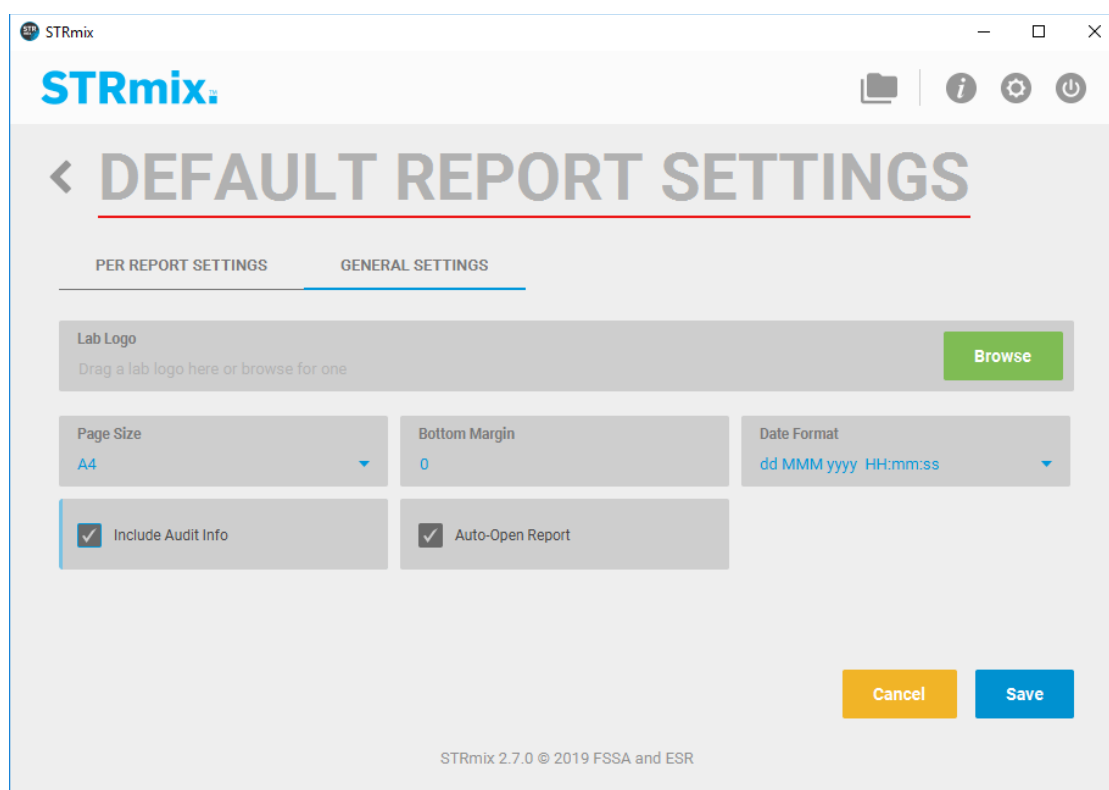 STRmix
STRmix™
DEFAULT REPORT SETTINGS
PER REPORT SETTINGS GENERAL SETTINGS
Lab Logo
Drag a lab logo here or browse for one
Browse
Page Size Bottom Margin Date Format
A4 0 dd MMM yyyy HH:mm:ss
Include Audit Info Auto-Open Report
Cancel Save
STRmix 2.7.0 © 2019 FSSA and ESR